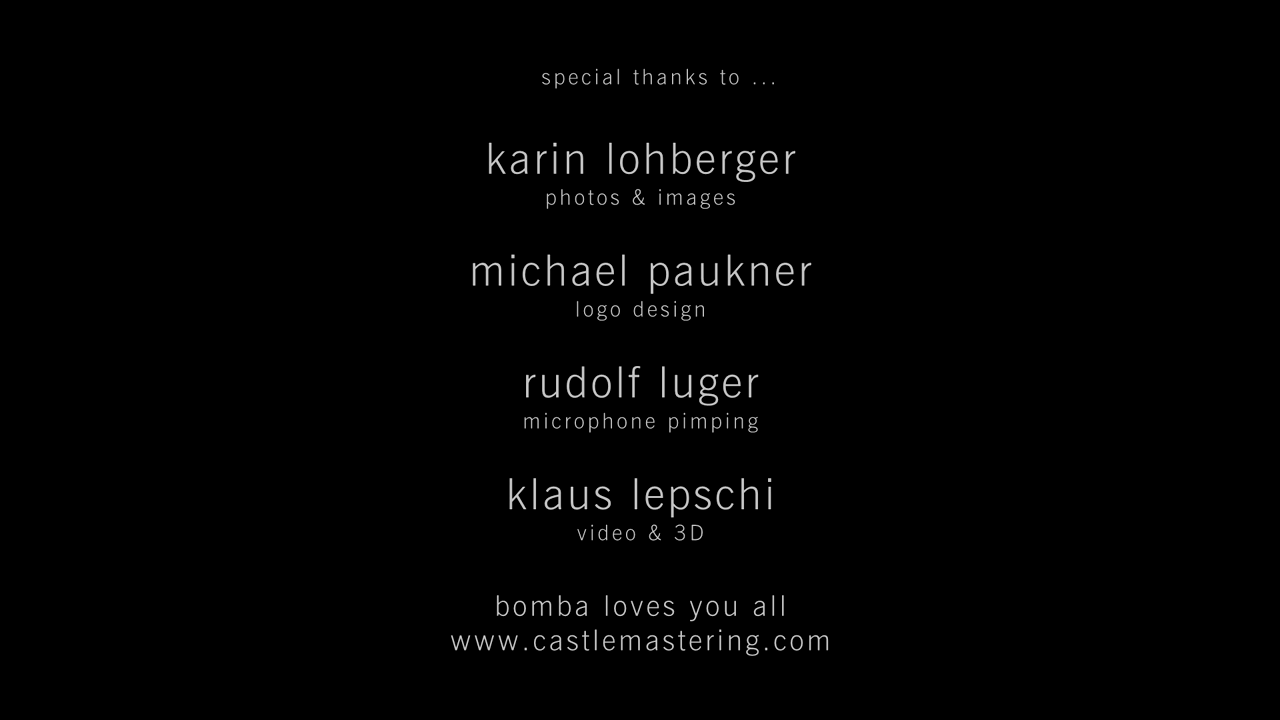 special thanks to ...
karin lohberger
photos & images
michael paukner
logo design
rudolf luger
microphone pimping
klaus lepschi
video & 3D
bomba loves you all
www.castlemastering.com